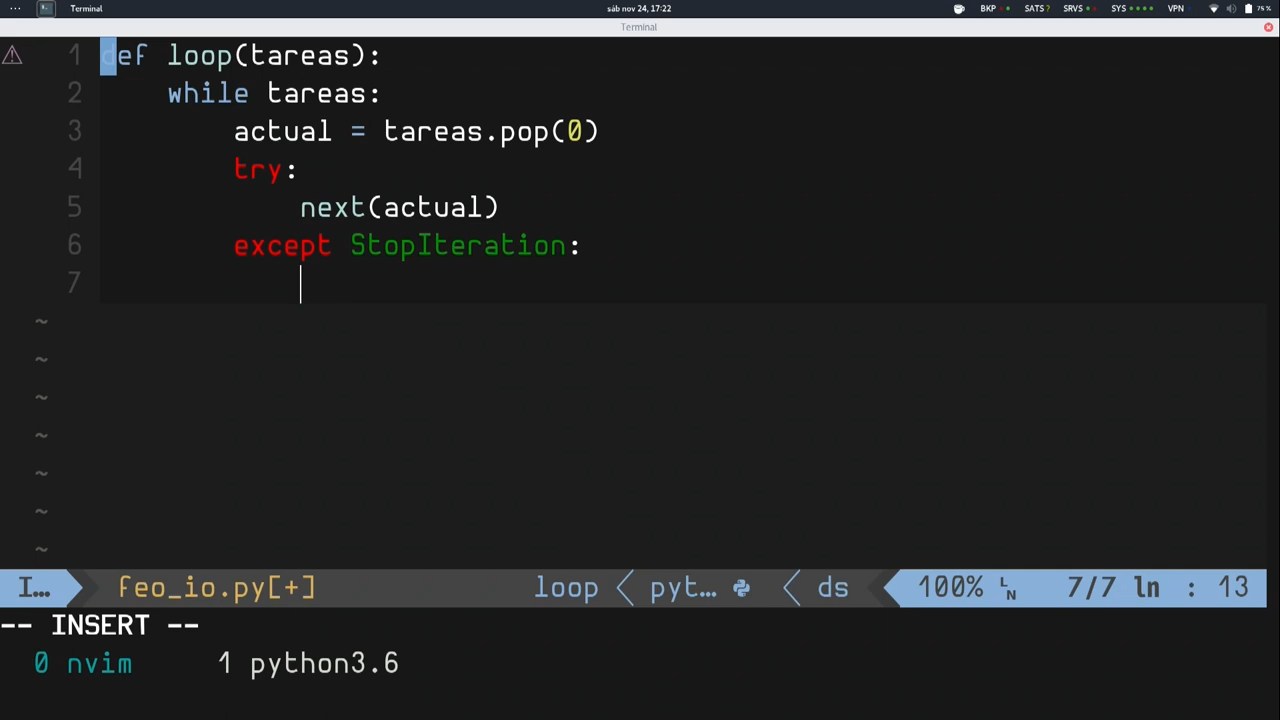 ··· Terminal sáb nov 24, 17:22 BKP SATS ? SRVS SYS VPN 75 %
Terminal
1 def loop(tareas):
2 while tareas:
3 actual = tareas.pop(0)
4 try:
5 next(actual)
6 except StopIteration:
7
~
~
~
~
~
~
~
I… feo_io.py[+] loop pyt… ds 100% LN 7/7 ln : 13
-- INSERT --
0 nvim 1 python3.6